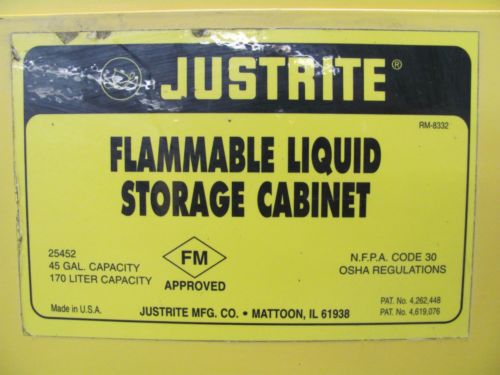 JUSTRITE®
RM-8332
FLAMMABLE LIQUID
STORAGE CABINET
25452
45 GAL. CAPACITY
170 LITER CAPACITY
FM
APPROVED
N.F.P.A. CODE 30
OSHA REGULATIONS
Made in U.S.A.
JUSTRITE MFG. CO. • MATTOON, IL 61938
PAT. No. 4,262,448
PAT. No. 4,619,076